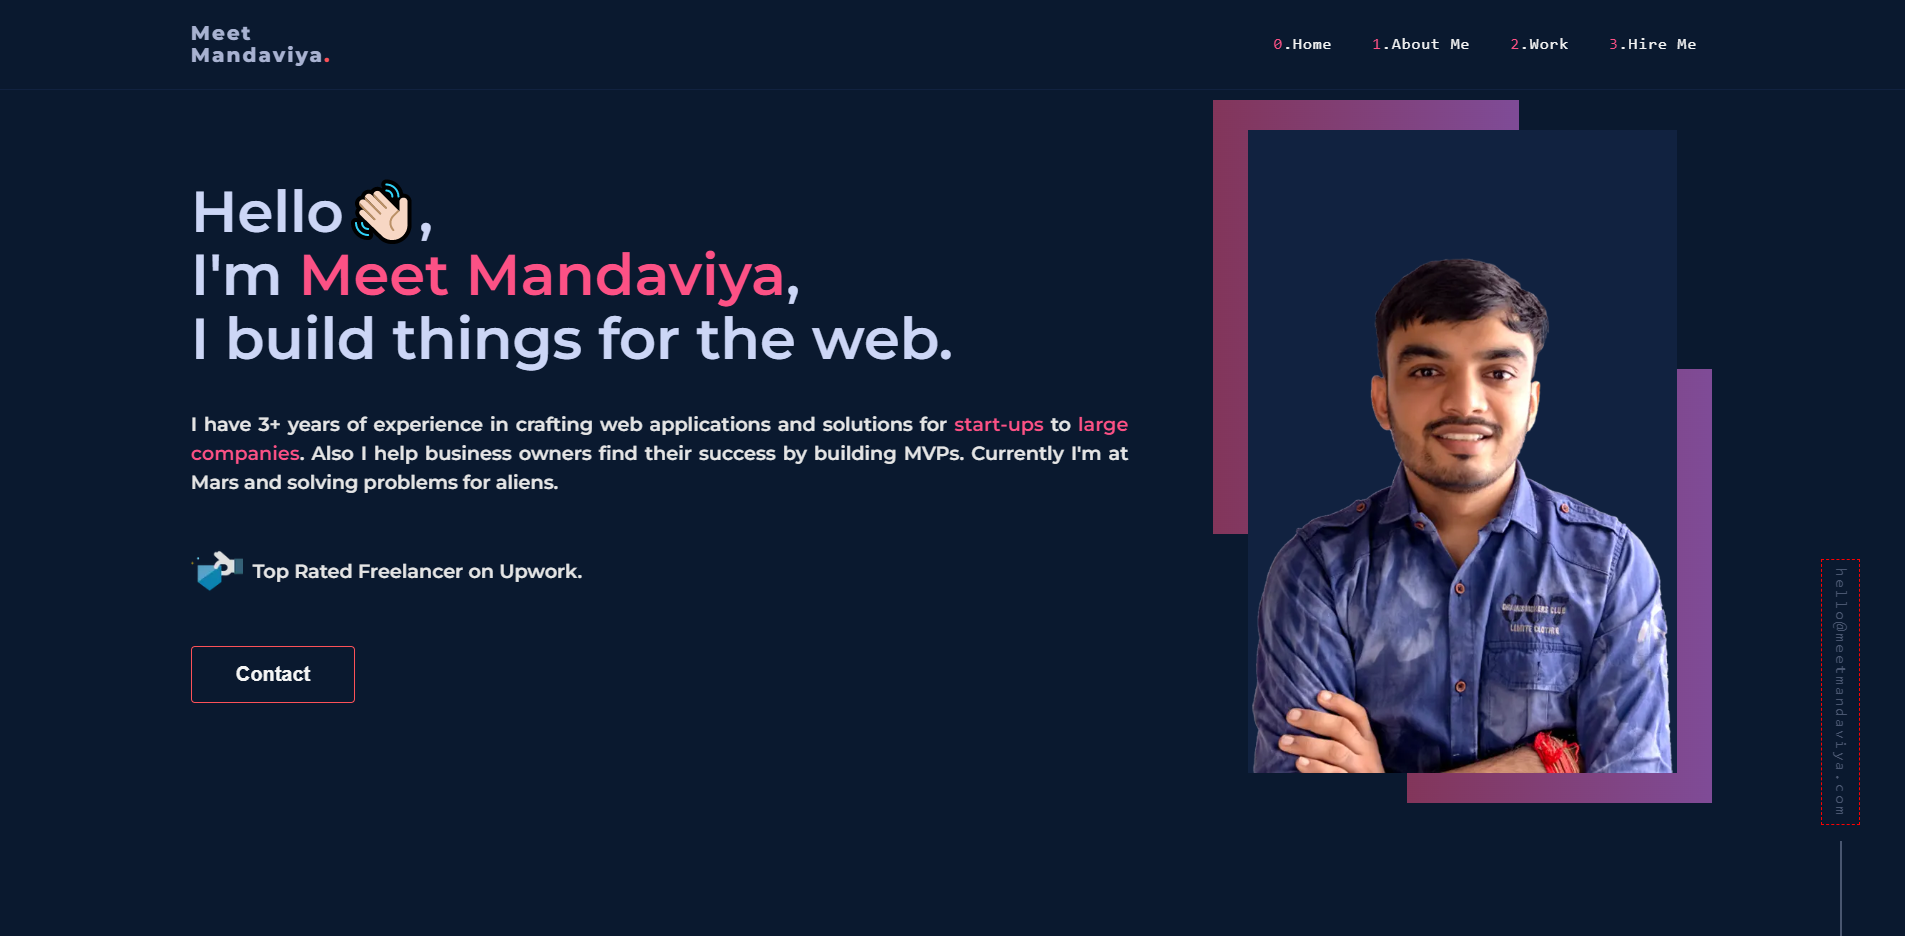 Meet
Mandaviya.
0.Home 1.About Me 2.Work 3.Hire Me
Hello👋🏻,
I'm Meet Mandaviya,
I build things for the web.
I have 3+ years of experience in crafting web applications and solutions for start-ups to large
companies. Also I help business owners find their success by building MVPs. Currently I'm at
Mars and solving problems for aliens.
Top Rated Freelancer on Upwork.
Contact
007
hello@meetmandaviya.com